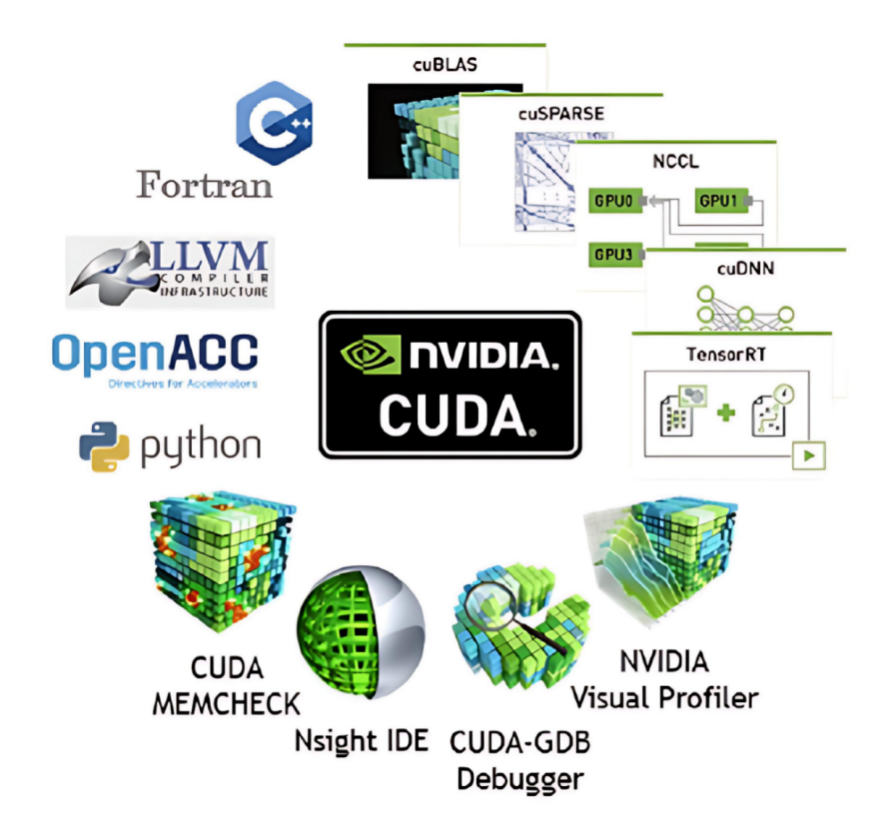 cuBLAS
cuSPARSE
NCCL
GPU0
GPU1
GPU3
cuDNN
TensorRT
C++
Fortran
LLVM
COMPILER
INFRASTRUCTURE
OpenACC
Directives for Accelerators
python
NVIDIA.
CUDA.
CUDA
MEMCHECK
Nsight IDE
CUDA-GDB
Debugger
NVIDIA
Visual Profiler